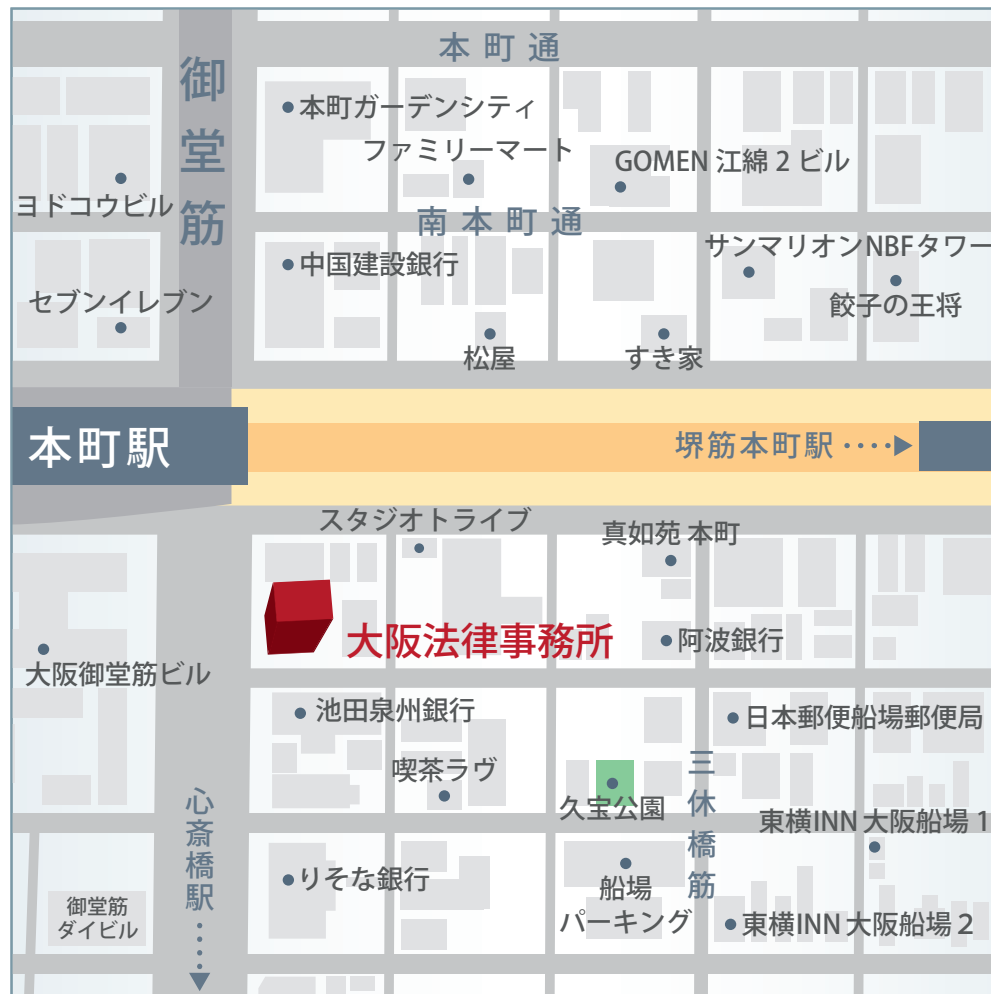 本町通
御堂筋
本町ガーデンシティ
ファミリーマート
GOMEN 江綿 2 ビル
ヨドコウビル
南本町通
サンマリオンNBFタワー
中国建設銀行
セブンイレブン
餃子の王将
松屋
すき家
本町駅
堺筋本町駅 ····▶
スタジオトライブ
真如苑 本町
大阪法律事務所
阿波銀行
大阪御堂筋ビル
池田泉州銀行
日本郵便船場郵便局
喫茶ラヴ
三休橋筋
久宝公園
心斎橋駅
東横INN 大阪船場 1
りそな銀行
船場
パーキング
御堂筋
ダイビル
東横INN 大阪船場 2